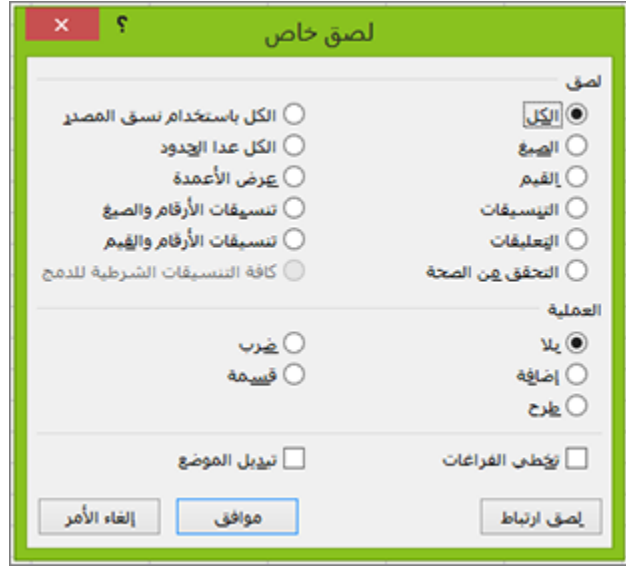 لصق خاص ؟
لصق
الكل الكل باستخدام نسق المصدر
الصيغ الكل عدا الحدود
القيم عرض الأعمدة
التنسيقات تنسيقات الأرقام والصيغ
التعليقات تنسيقات الأرقام والقيم
التحقق من الصحة كافة التنسيقات الشرطية للدمج
العملية
بلا ضرب
إضافة قسمة
طرح
تخطي الفراغات تبديل الموضع
لصق ارتباط موافق إلغاء الأمر